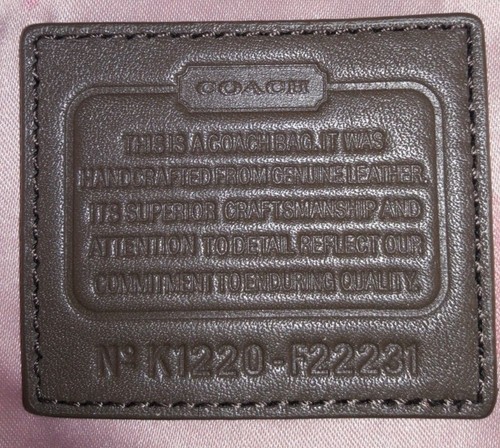 COACH
THIS IS A COACH BAG. IT WAS
HANDCRAFTED FROM GENUINE LEATHER.
ITS SUPERIOR CRAFTSMANSHIP AND
ATTENTION TO DETAIL REFLECT OUR
COMMITMENT TO ENDURING QUALITY.
Nº K1220-F22231